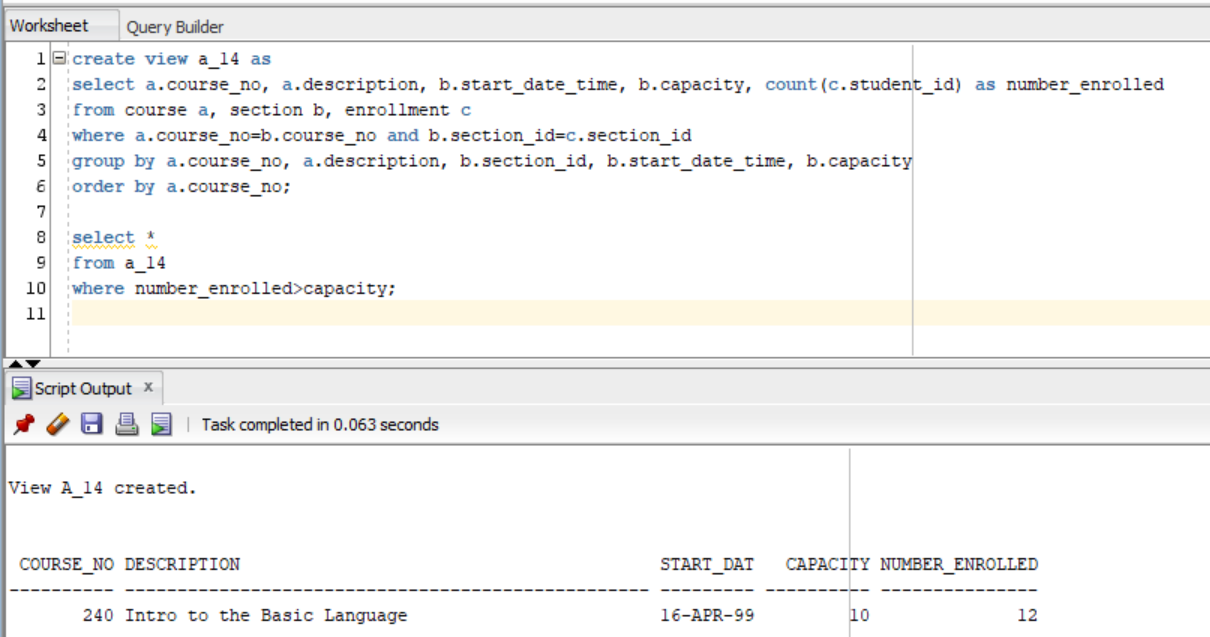 Worksheet Query Builder
1 create view a_14 as
2 select a.course_no, a.description, b.start_date_time, b.capacity, count(c.student_id) as number_enrolled
3 from course a, section b, enrollment c
4 where a.course_no=b.course_no and b.section_id=c.section_id
5 group by a.course_no, a.description, b.section_id, b.start_date_time, b.capacity
6 order by a.course_no;
7
8 select *
9 from a_14
10 where number_enrolled>capacity;
11
Script Output x
Task completed in 0.063 seconds
View A_14 created.
COURSE_NO DESCRIPTION START_DAT CAPACITY NUMBER_ENROLLED
---------- -------------------------------------------------- --------- ---------- ---------------
240 Intro to the Basic Language 16-APR-99 10 12